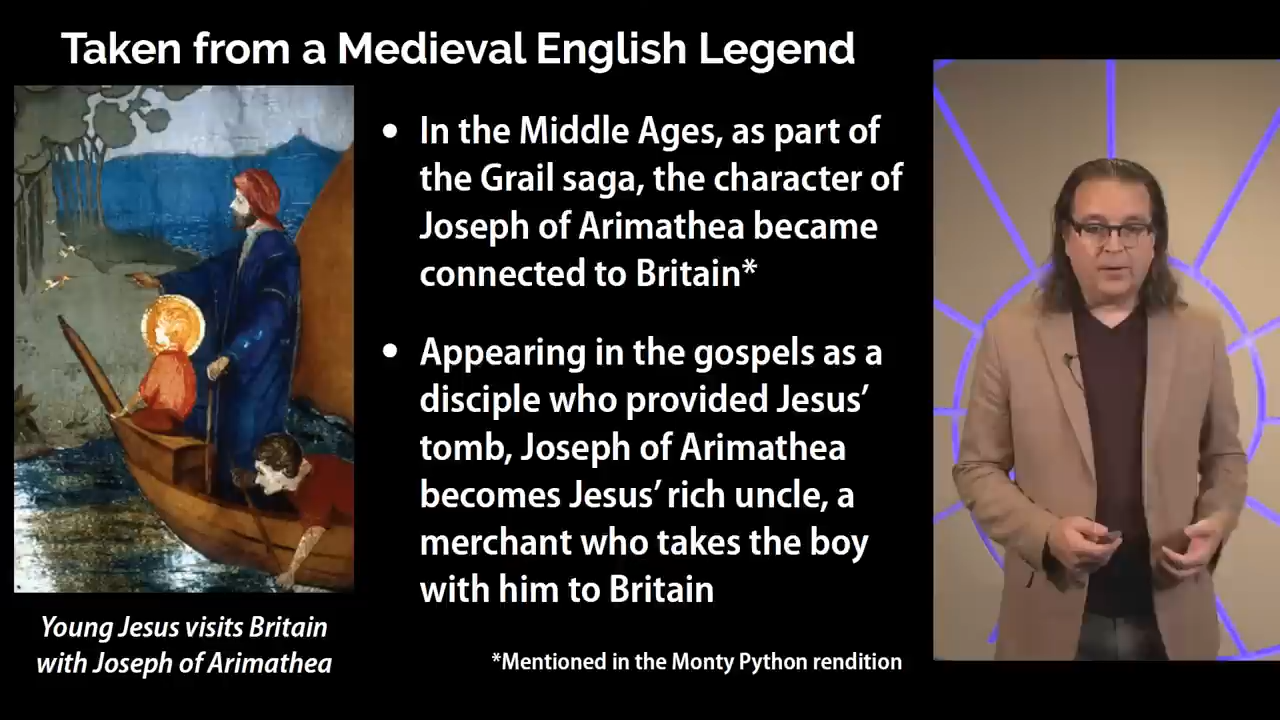 Taken from a Medieval English Legend
• In the Middle Ages, as part of
the Grail saga, the character of
Joseph of Arimathea became
connected to Britain*
• Appearing in the gospels as a
disciple who provided Jesus’
tomb, Joseph of Arimathea
becomes Jesus’ rich uncle, a
merchant who takes the boy
with him to Britain
Young Jesus visits Britain
with Joseph of Arimathea
*Mentioned in the Monty Python rendition